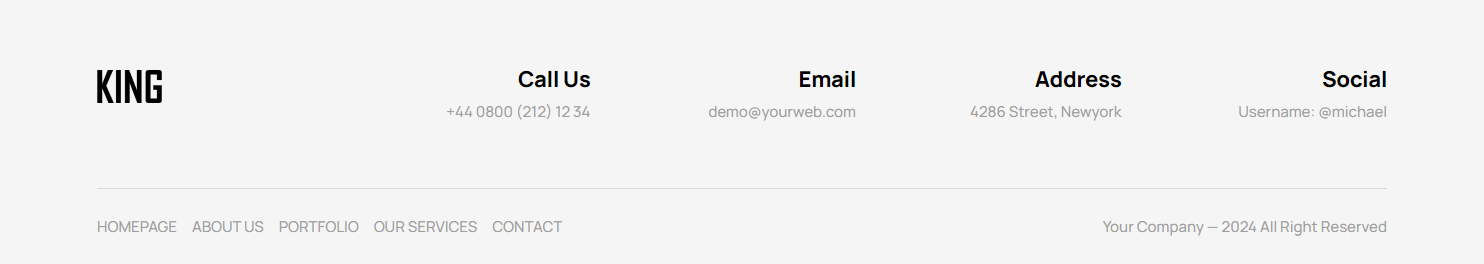 KING
Call Us
+44 0800 (212) 12 34
Email
demo@yourweb.com
Address
4286 Street, Newyork
Social
Username: @michael
HOMEPAGE ABOUT US PORTFOLIO OUR SERVICES CONTACT
Your Company — 2024 All Right Reserved